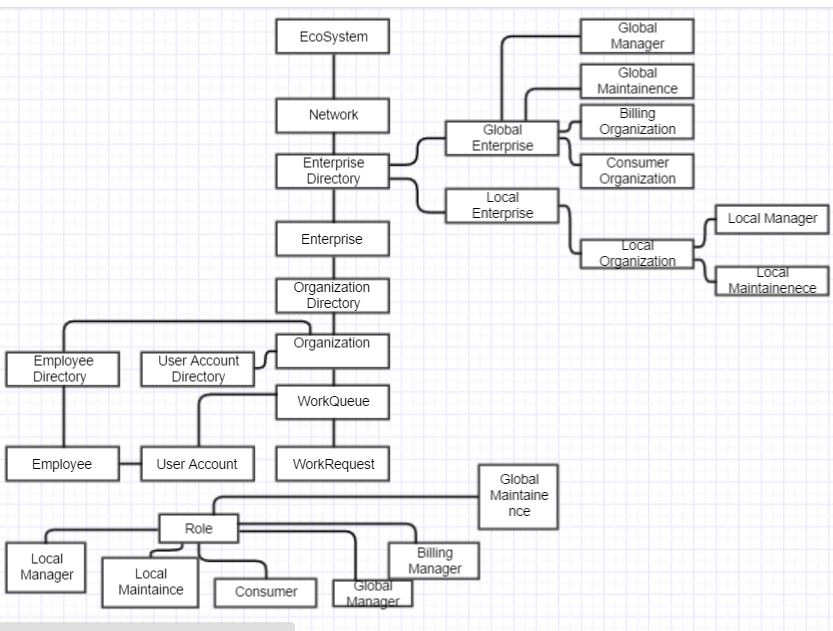 EcoSystem
Global
Manager
Global
Maintainence
Network
Billing
Organization
Global
Enterprise
Enterprise
Directory
Consumer
Organization
Local
Enterprise
Local Manager
Enterprise
Local
Organization
Local
Maintainenece
Organization
Directory
Organization
Employee
Directory
User Account
Directory
WorkQueue
Employee
User Account
WorkRequest
Global
Maintaine
nce
Role
Local
Manager
Local
Maintaince
Consumer
Global
Manager
Billing
Manager